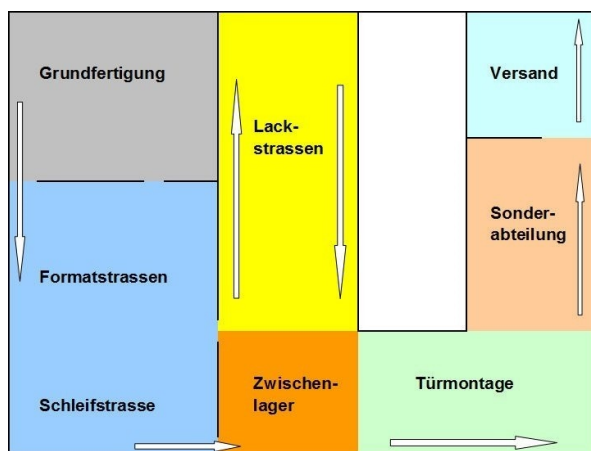 Grundfertigung
Lack-
strassen
Versand
Sonder-
abteilung
Formatstrassen
Schleifstrasse
Zwischen-
lager
Türmontage